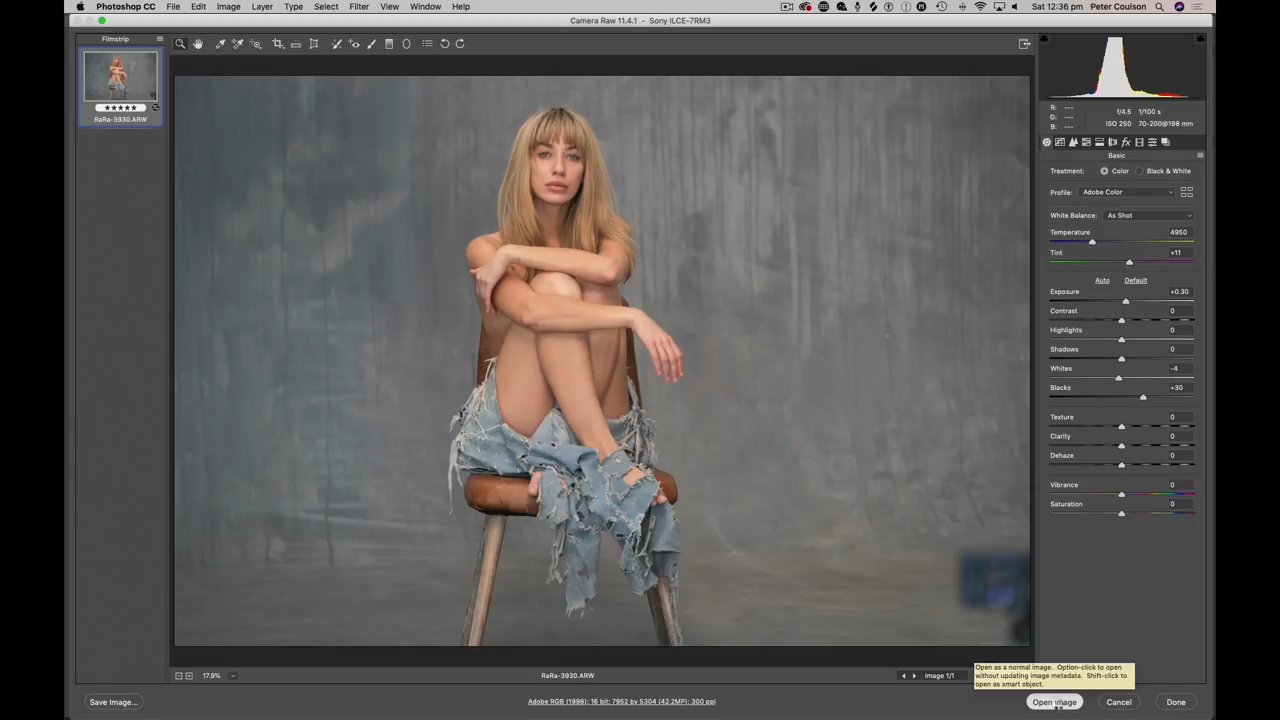 Photoshop CC File Edit Image Layer Type Select Filter View Window Help Sat 12:36 pm Peter Coulson
Camera Raw 11.4.1 - Sony ILCE-7RM3
Filmstrip
★★★★★
RaRa-3930.ARW
R: ---
G: ---
B: ---
f/4.5 1/100 s
ISO 250 70-200@198 mm
Basic
Treatment: Color Black & White
Profile: Adobe Color
White Balance: As Shot
Temperature 4950
Tint +11
Auto Default
Exposure +0.30
Contrast 0
Highlights 0
Shadows 0
Whites -4
Blacks +30
Texture 0
Clarity 0
Dehaze 0
Vibrance 0
Saturation 0
17.9%
RaRa-3930.ARW
Image 1/1
Open as a normal image. Option-click to open
without updating image metadata. Shift-click to
open as smart object.
Save Image...
Adobe RGB (1998); 16 bit; 7952 by 5304 (42.2MP); 300 ppi
Open Image Cancel Done